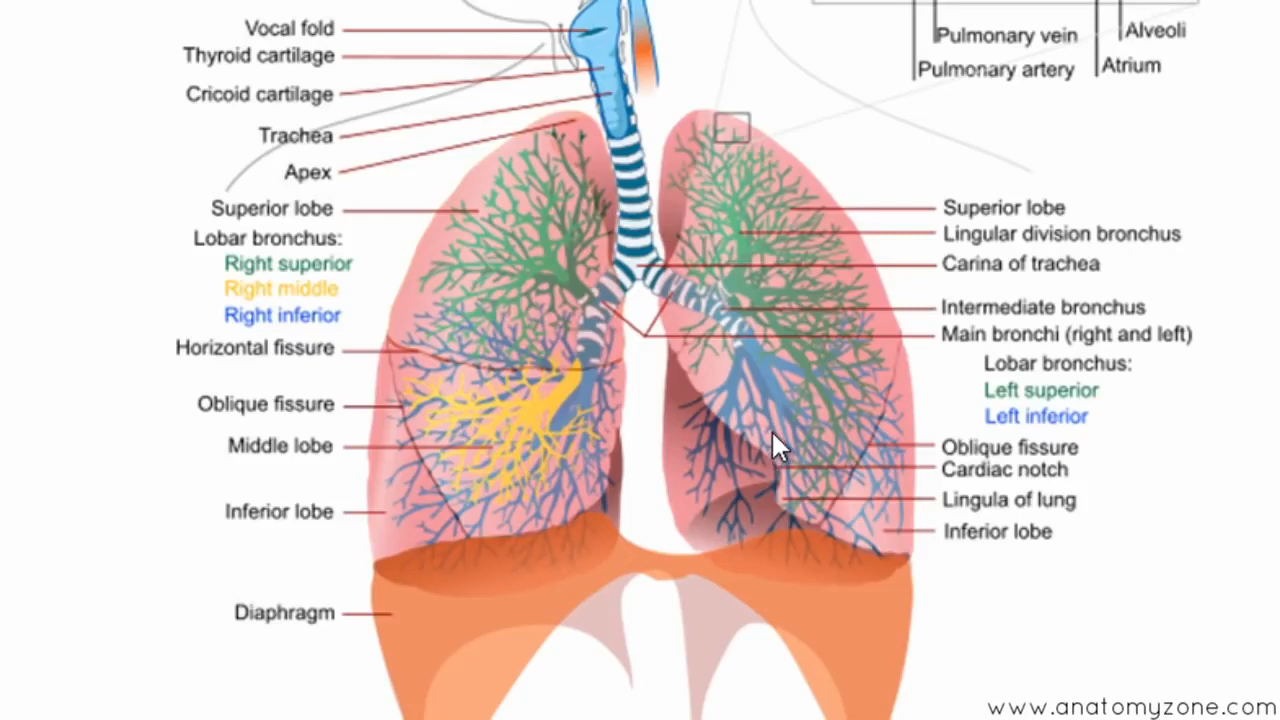 Vocal fold
Thyroid cartilage
Cricoid cartilage
Trachea
Apex
Superior lobe
Lobar bronchus:
Right superior
Right middle
Right inferior
Horizontal fissure
Oblique fissure
Middle lobe
Inferior lobe
Diaphragm
Pulmonary vein
Alveoli
Pulmonary artery
Atrium
Superior lobe
Lingular division bronchus
Carina of trachea
Intermediate bronchus
Main bronchi (right and left)
Lobar bronchus:
Left superior
Left inferior
Oblique fissure
Cardiac notch
Lingula of lung
Inferior lobe
www.anatomyzone.com